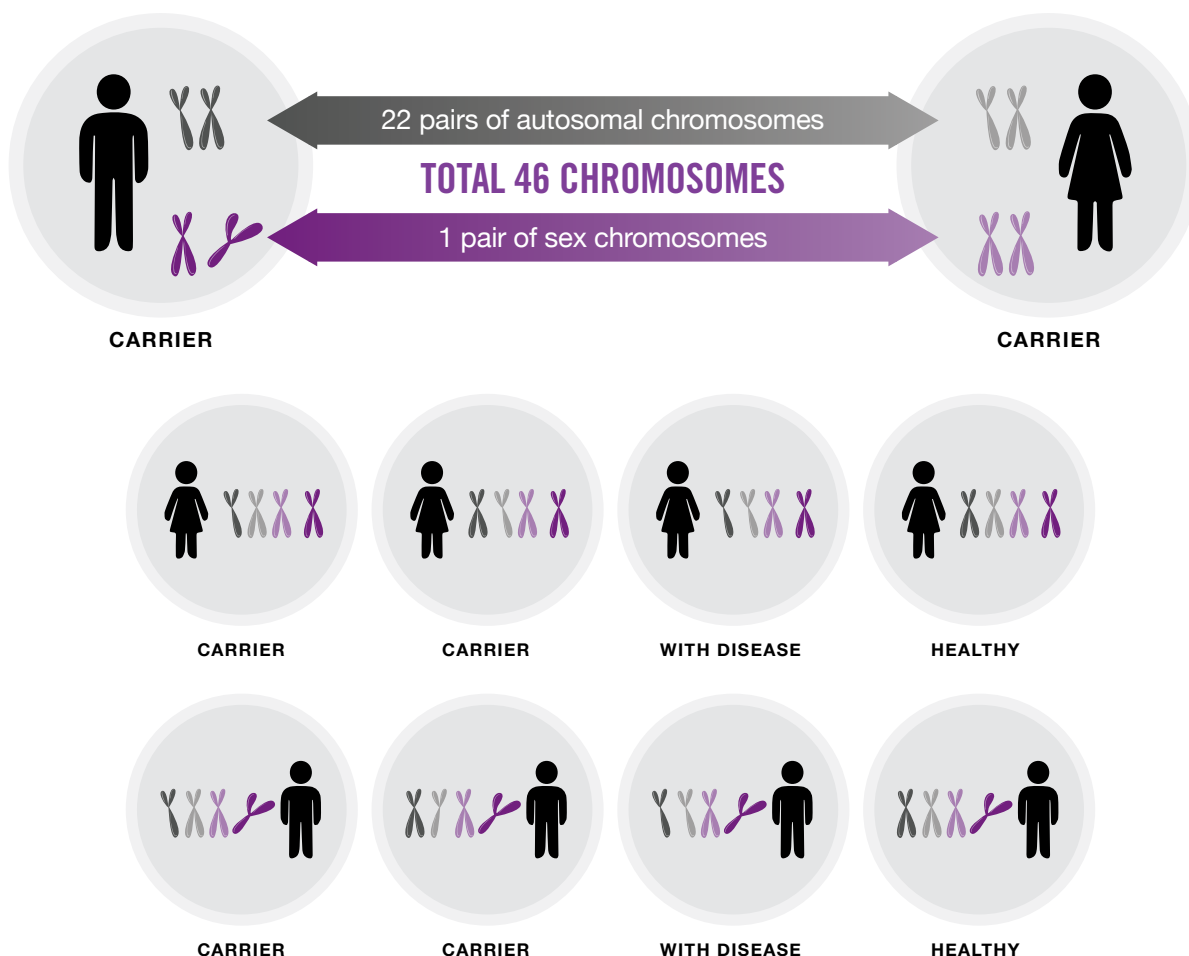 22 pairs of autosomal chromosomes
TOTAL 46 CHROMOSOMES
1 pair of sex chromosomes
CARRIER
CARRIER
CARRIER
CARRIER
WITH DISEASE
HEALTHY
CARRIER
CARRIER
WITH DISEASE
HEALTHY